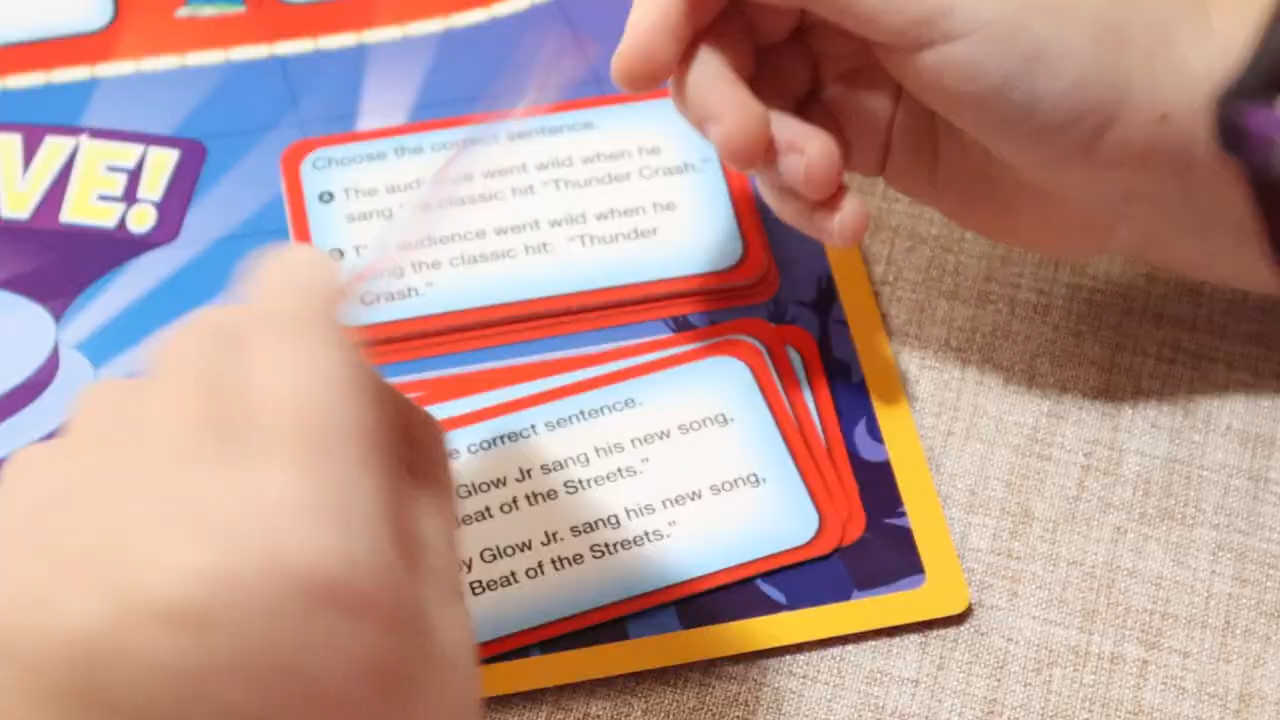 VE!
Choose the correct sentence.
A The went wild when he
sang classic hit "Thunder Crash."
audience went wild when he
the classic hit: "Thunder
Crash."
correct sentence.
Glow Jr sang his new song,
of the Streets."
Glow Jr. sang his new song,
Beat of the Streets."